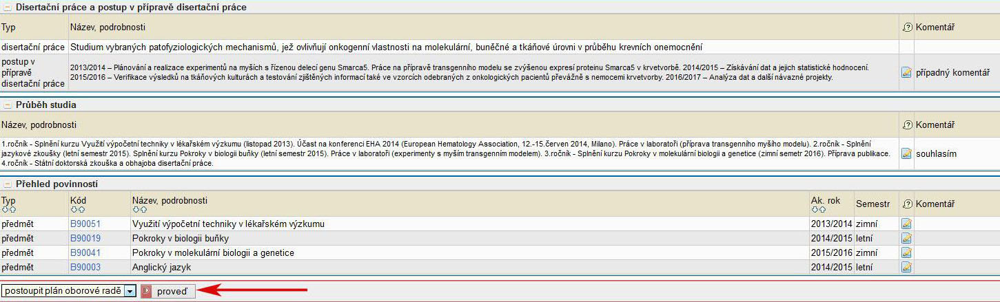 Disertační práce a postup v přípravě disertační práce
Typ Název, podrobnosti Komentář
disertační práce Studium vybraných patofyziologických mechanismů, jež ovlivňují onkogenní vlastnosti na molekulární, buněčné a tkáňové úrovni v průběhu krevních onemocnění
postup v
přípravě
disertační práce
2013/2014 – Plánování a realizace experimentů na myších s řízenou delecí genu Smarca5. Práce na přípravě transgenního modelu se zvýšenou expresí proteinu Smarca5 v krvetvorbě. 2014/2015 – Získávání dat a jejich statistické hodnocení.
2015/2016 – Verifikace výsledků na tkáňových kulturách a testování zjištěných informací také ve vzorcích odebraných z onkologických pacientů převážně s nemocemi krvetvorby. 2016/2017 – Analýza dat a další návazné projekty.
případný komentář
Průběh studia
Název, podrobnosti Komentář
1.ročník - Splnění kurzu Využití výpočetní techniky v lékařském výzkumu (listopad 2013). Účast na konferenci EHA 2014 (European Hematology Association, 12.-15.červen 2014, Milano). Práce v laboratoři (příprava transgenního myšího modelu). 2.ročník - Splnění
jazykové zkoušky (letní semestr 2015). Splnění kurzu Pokroky v biologii buňky (letní semestr 2015). Práce v laboratoři (experimenty s myším transgenním modelem). 3.ročník - Splnění kurzu Pokroky v molekulární biologii a genetice (zimní semetr 2016). Příprava publikace.
4.ročník - Státní doktorská zkouška a obhajoba disertační práce.
souhlasím
Přehled povinností
Typ Kód Název, podrobnosti Ak. rok Semestr Komentář
předmět B90051 Využití výpočetní techniky v lékařském výzkumu 2013/2014 zimní
předmět B90019 Pokroky v biologii buňky 2014/2015 letní
předmět B90041 Pokroky v molekulární biologii a genetice 2015/2016 zimní
předmět B90003 Anglický jazyk 2014/2015 letní
postoupit plán oborové radě proveď